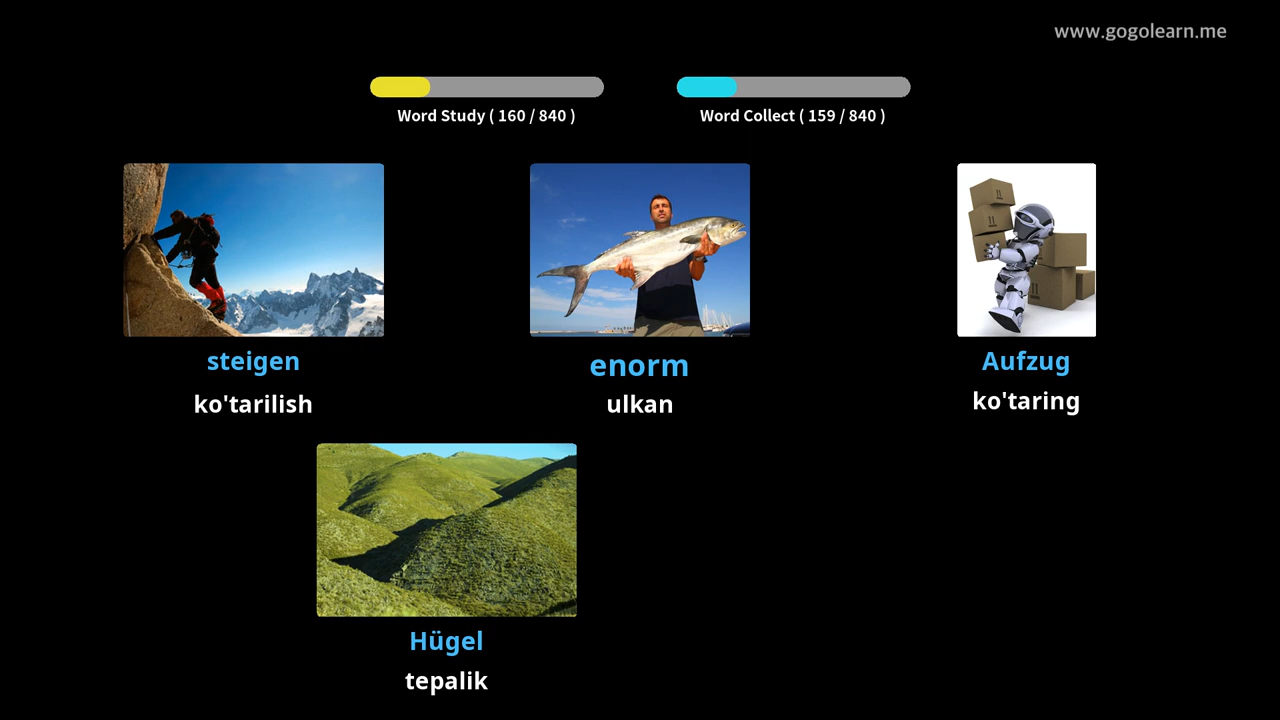 www.gogolearn.me
Word Study ( 160 / 840 )
Word Collect ( 159 / 840 )
steigen
ko'tarilish
enorm
ulkan
Aufzug
ko'taring
Hügel
tepalik